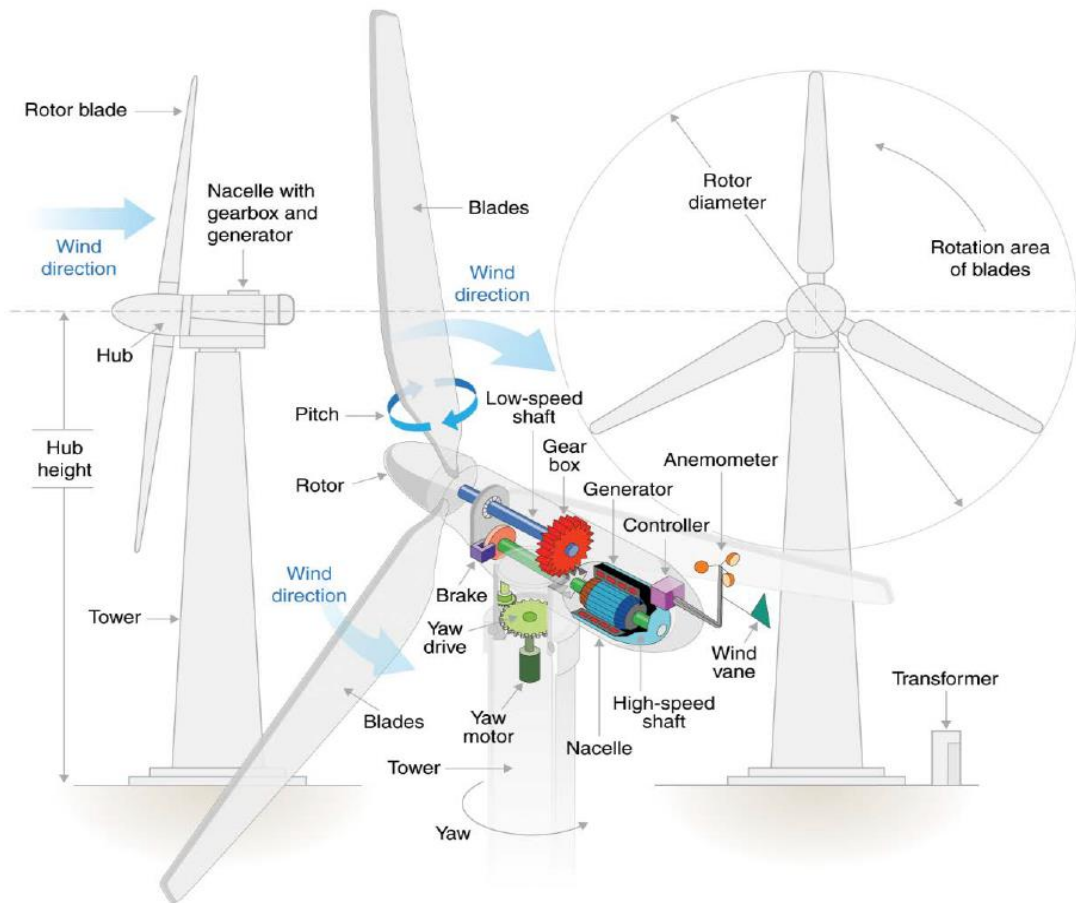 Rotor blade
Nacelle with
gearbox and
generator
Wind
direction
Hub
Hub
height
Tower
Blades
Wind
direction
Pitch
Low-speed
shaft
Gear
box
Rotor
Generator
Controller
Anemometer
Wind
direction
Brake
Yaw
drive
Wind
vane
High-speed
shaft
Blades
Yaw
motor
Nacelle
Tower
Yaw
Rotor
diameter
Rotation area
of blades
Transformer